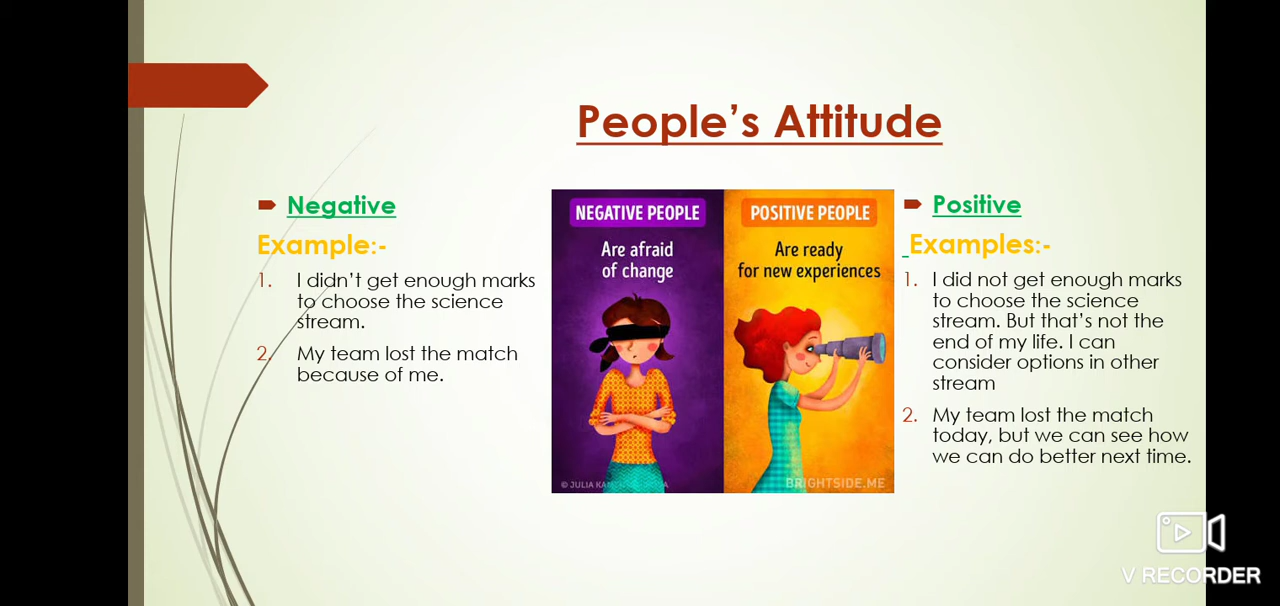 People's Attitude
Negative
Example:-
1. I didn't get enough marks
to choose the science
stream.
2. My team lost the match
because of me.
NEGATIVE PEOPLE
Are afraid
of change
© JULIA
POSITIVE PEOPLE
Are ready
for new experiences
BRIGHTSIDE.ME
Positive
Examples:-
1. I did not get enough marks
to choose the science
stream. But that's not the
end of my life. I can
consider options in other
stream
2. My team lost the match
today, but we can see how
we can do better next time.
V RECORDER